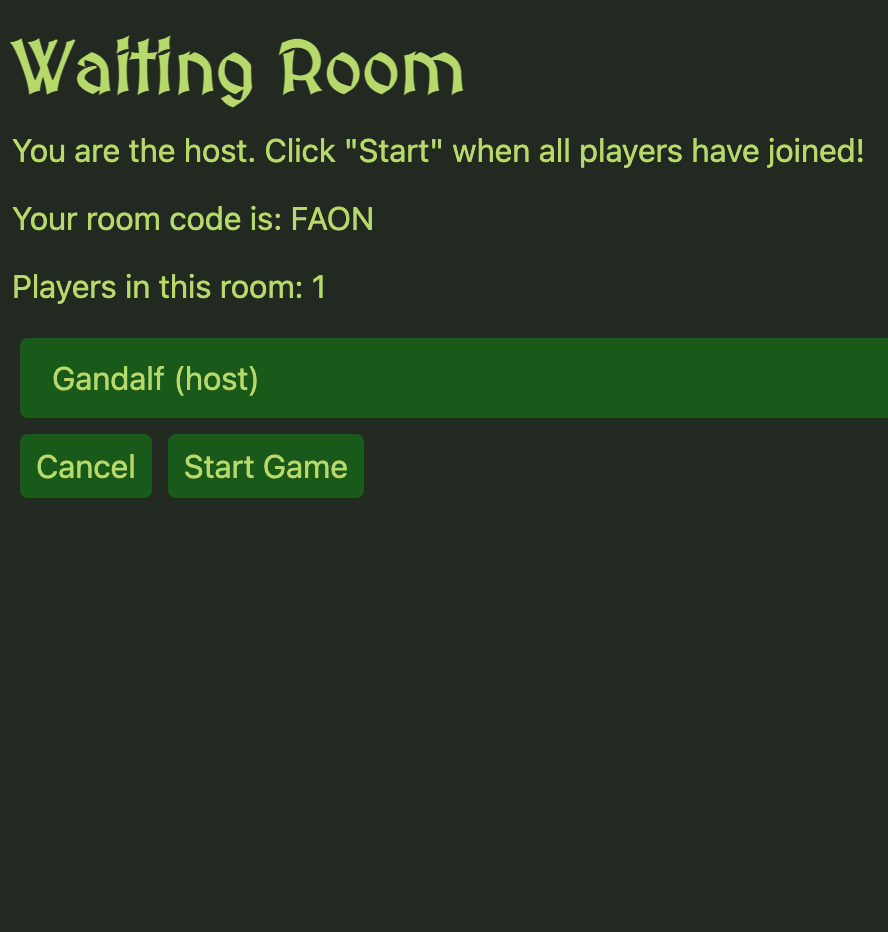 Waiting Room
You are the host. Click "Start" when all players have joined!
Your room code is: FAON
Players in this room: 1
Gandalf (host)
Cancel Start Game